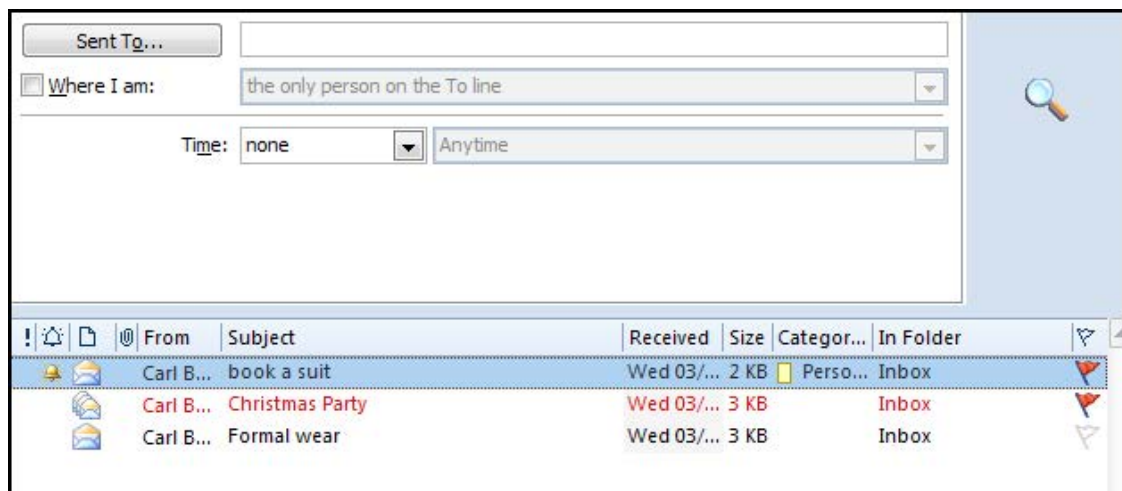 Sent To...
Where I am: the only person on the To line
Time: none Anytime
! From Subject Received Size Categor... In Folder
Carl B... book a suit Wed 03/... 2 KB Perso... Inbox
Carl B... Christmas Party Wed 03/... 3 KB Inbox
Carl B... Formal wear Wed 03/... 3 KB Inbox